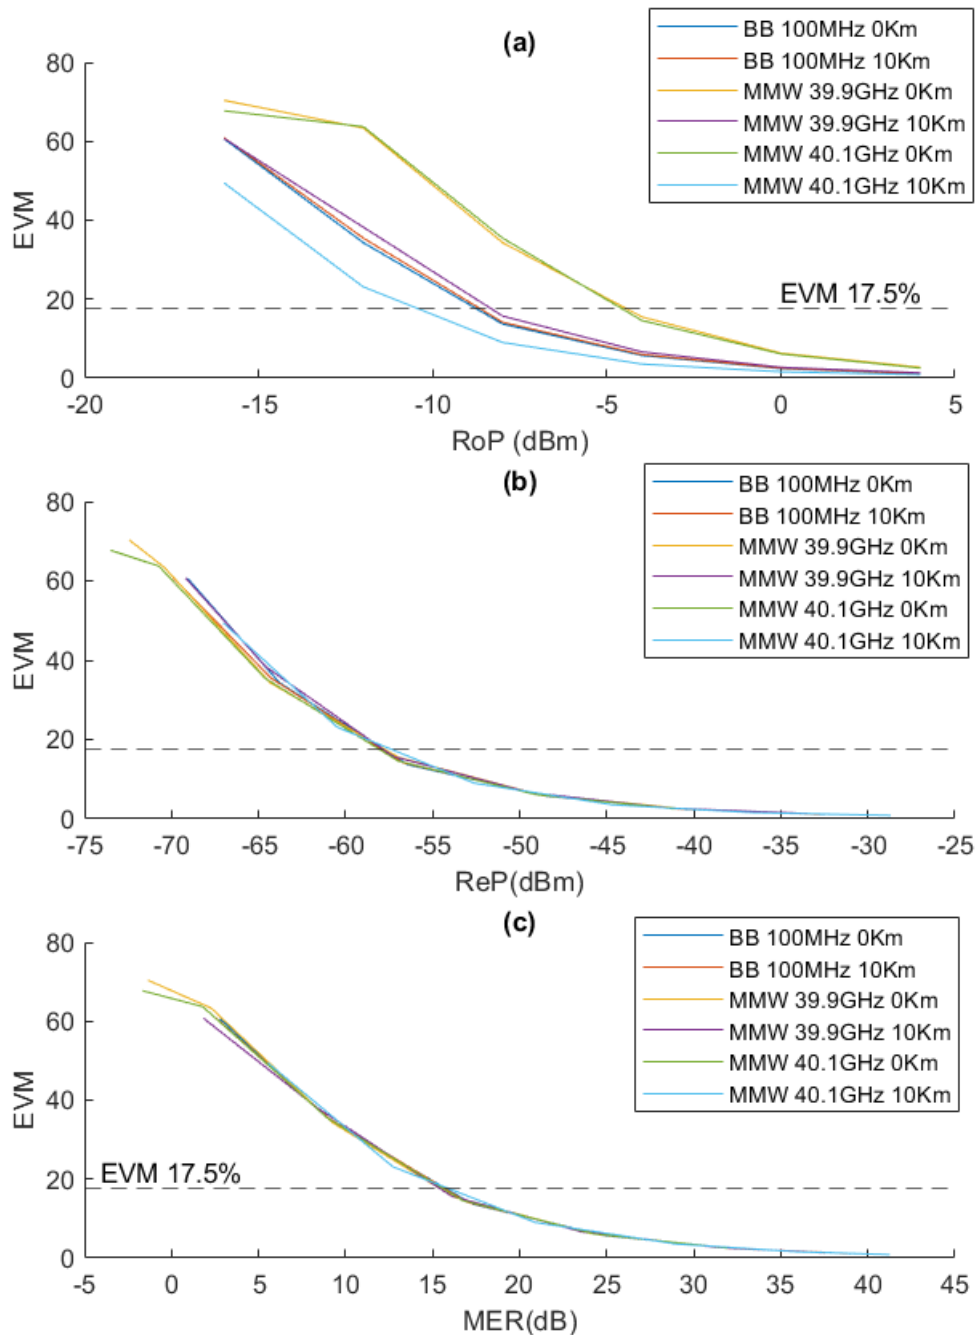 (a)
BB 100MHz 0Km
BB 100MHz 10Km
MMW 39.9GHz 0Km
MMW 39.9GHz 10Km
MMW 40.1GHz 0Km
MMW 40.1GHz 10Km
80
60
40
20
0
EVM
EVM 17.5%
-20 -15 -10 -5 0 5
RoP (dBm)
(b)
BB 100MHz 0Km
BB 100MHz 10Km
MMW 39.9GHz 0Km
MMW 39.9GHz 10Km
MMW 40.1GHz 0Km
MMW 40.1GHz 10Km
80
60
40
20
0
EVM
-75 -70 -65 -60 -55 -50 -45 -40 -35 -30 -25
ReP(dBm)
(c)
BB 100MHz 0Km
BB 100MHz 10Km
MMW 39.9GHz 0Km
MMW 39.9GHz 10Km
MMW 40.1GHz 0Km
MMW 40.1GHz 10Km
80
60
40
20
0
EVM
EVM 17.5%
-5 0 5 10 15 20 25 30 35 40 45
MER(dB)